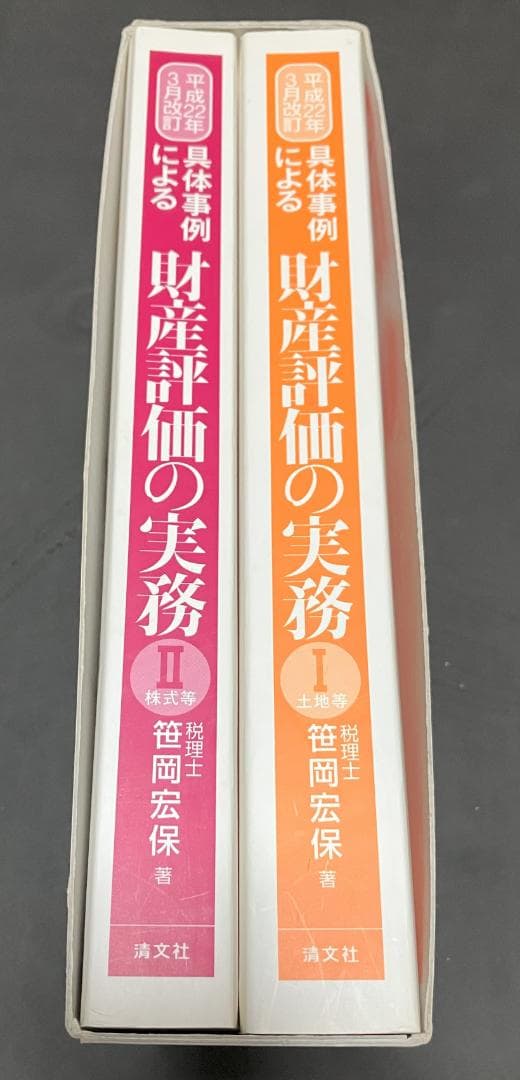 平成22年
3月改訂
具体事例
による
財産評価の実務
I
土地等
税理士
笹岡宏保
著
清文社
平成22年
3月改訂
具体事例
による
財産評価の実務
II
株式等
税理士
笹岡宏保
著
清文社